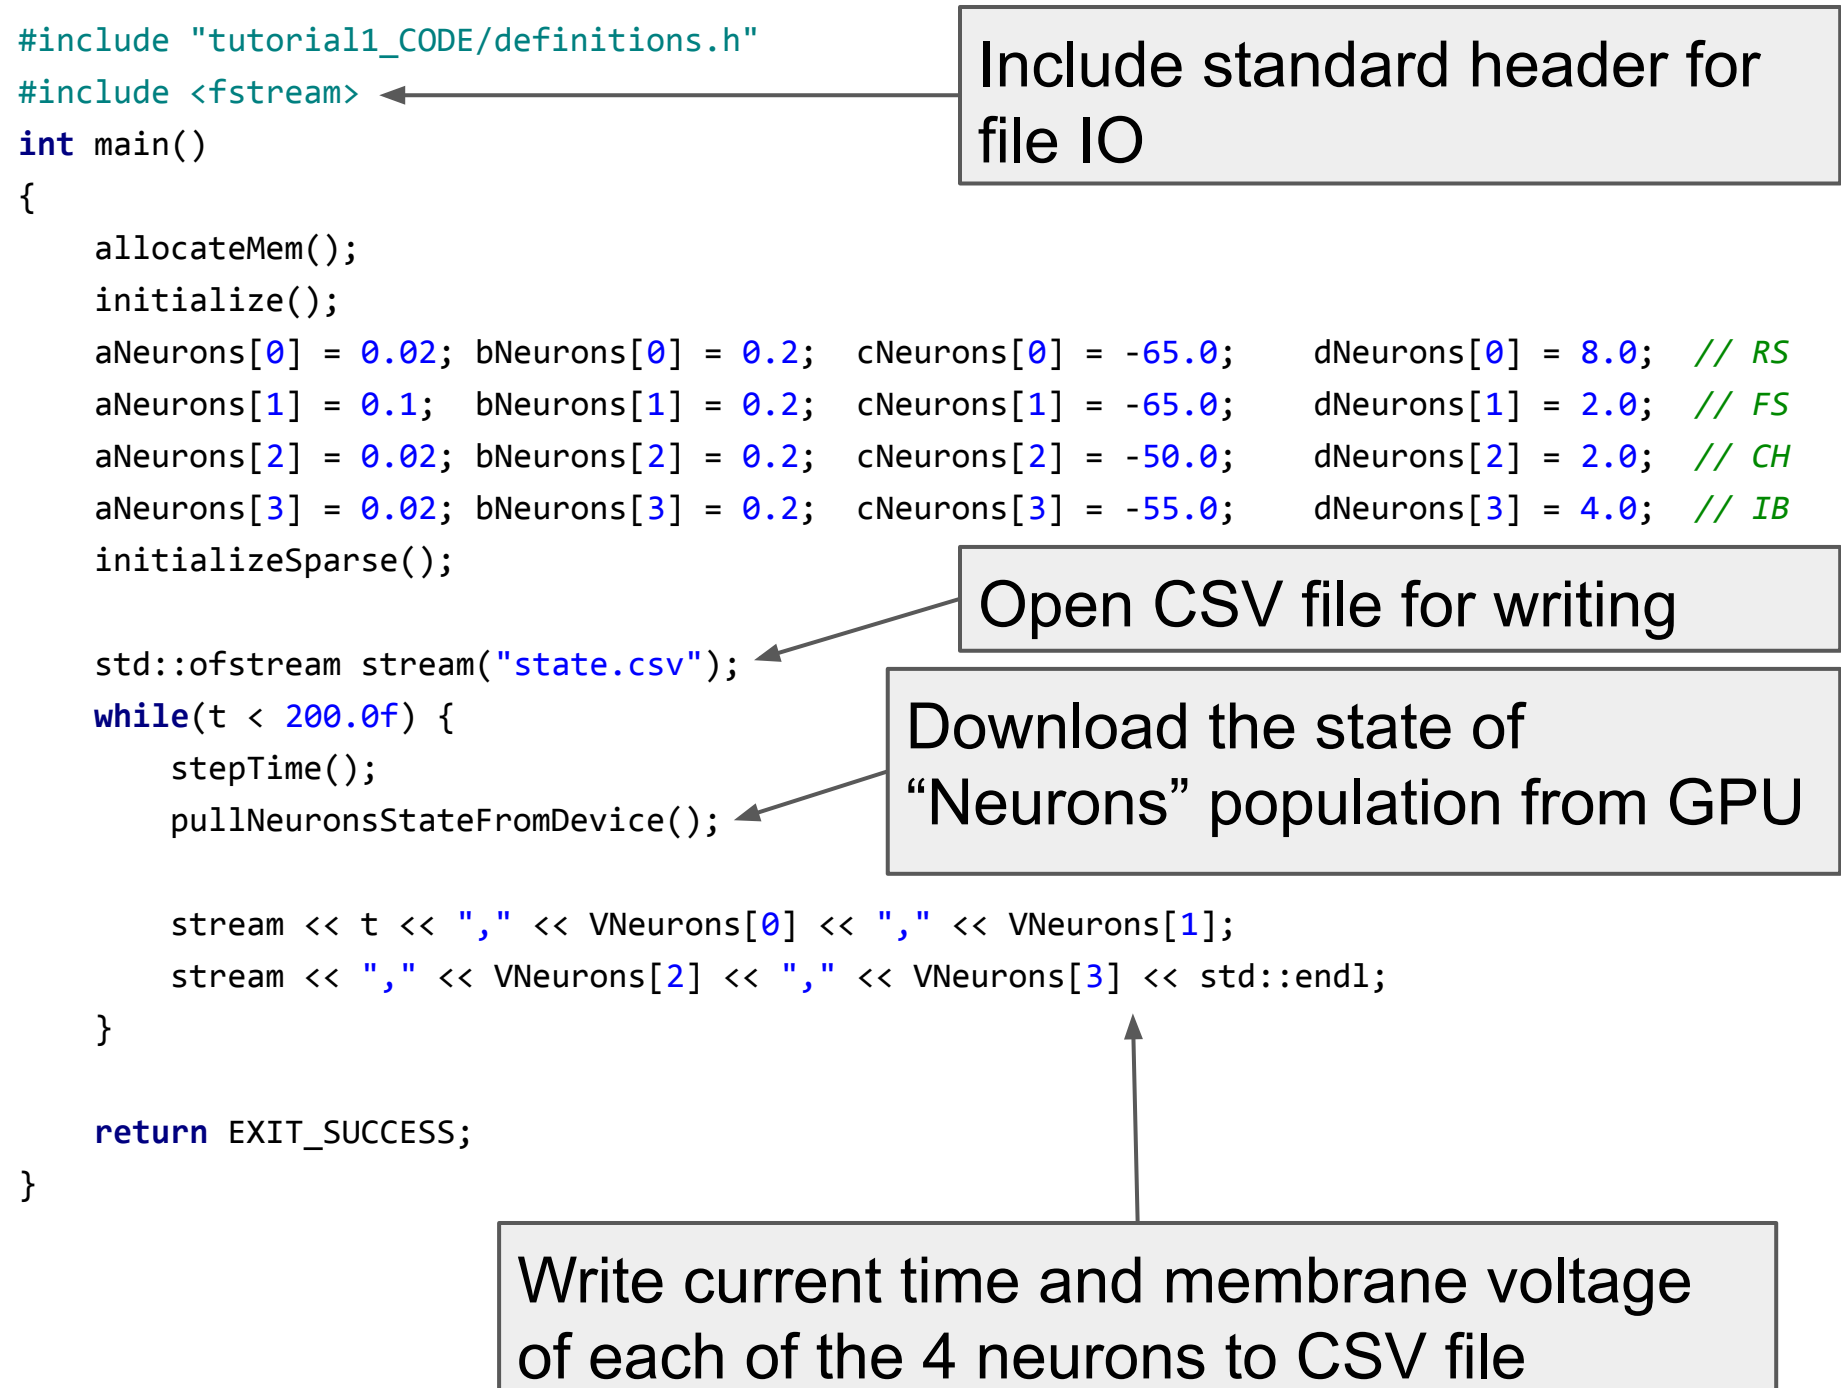 #include "tutorial1_CODE/definitions.h"
#include <fstream>
int main()
{
    allocateMem();
    initialize();
    aNeurons[0] = 0.02; bNeurons[0] = 0.2;  cNeurons[0] = -65.0;    dNeurons[0] = 8.0;  // RS
    aNeurons[1] = 0.1;  bNeurons[1] = 0.2;  cNeurons[1] = -65.0;    dNeurons[1] = 2.0;  // FS
    aNeurons[2] = 0.02; bNeurons[2] = 0.2;  cNeurons[2] = -50.0;    dNeurons[2] = 2.0;  // CH
    aNeurons[3] = 0.02; bNeurons[3] = 0.2;  cNeurons[3] = -55.0;    dNeurons[3] = 4.0;  // IB
    initializeSparse();

    std::ofstream stream("state.csv");
    while(t < 200.0f) {
        stepTime();
        pullNeuronsStateFromDevice();

        stream << t << "," << VNeurons[0] << "," << VNeurons[1];
        stream << "," << VNeurons[2] << "," << VNeurons[3] << std::endl;
    }

    return EXIT_SUCCESS;
}
Include standard header for
file IO
Open CSV file for writing
Download the state of
“Neurons” population from GPU
Write current time and membrane voltage
of each of the 4 neurons to CSV file